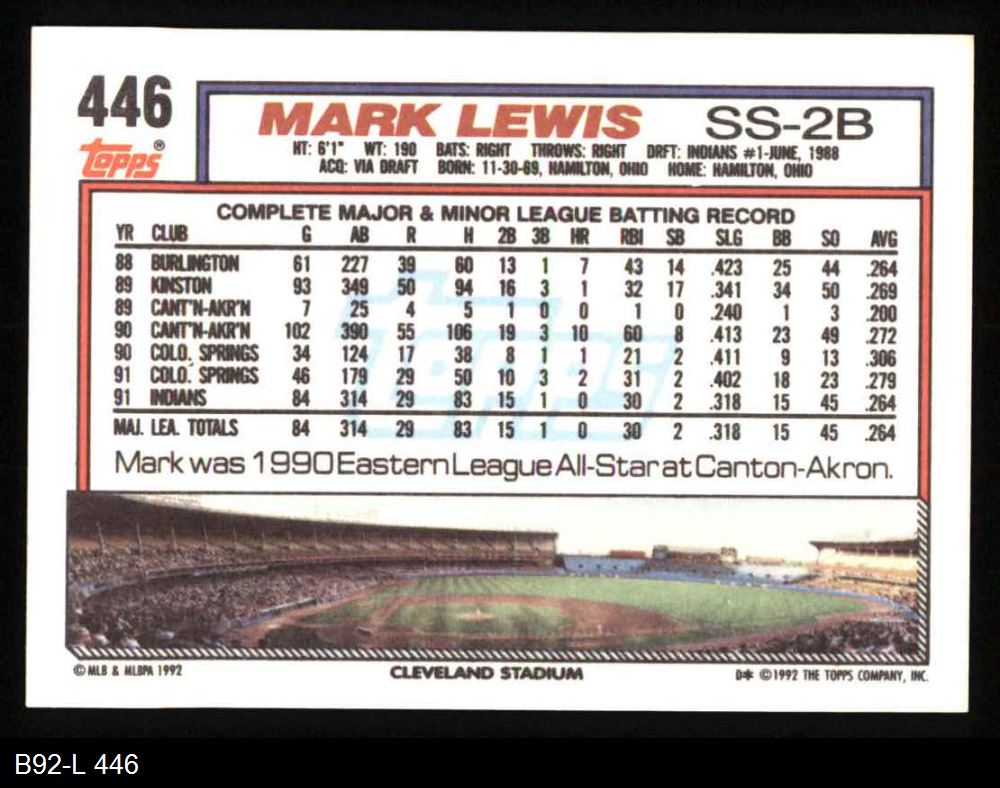 446
Topps®
MARK LEWIS SS-2B
HT: 6'1" WT: 190 BATS: RIGHT THROWS: RIGHT DRFT: INDIANS #1-JUNE, 1988
ACQ: VIA DRAFT BORN: 11-30-69, HAMILTON, OHIO HOME: HAMILTON, OHIO
COMPLETE MAJOR & MINOR LEAGUE BATTING RECORD
YR CLUB G AB R H 2B 3B HR RBI SB SLG BB SO AVG
88 BURLINGTON 61 227 39 60 13 1 7 43 14 .423 25 44 .264
89 KINSTON 93 349 50 94 16 3 1 32 17 .341 34 50 .269
89 CANT'N-AKR'N 7 25 4 5 1 0 0 1 0 .240 1 3 .200
90 CANT'N-AKR'N 102 390 55 106 19 3 10 60 8 .413 23 49 .272
90 COLO. SPRINGS 34 124 17 38 8 1 1 21 2 .411 9 13 .306
91 COLO. SPRINGS 46 179 29 50 10 3 2 31 2 .402 18 23 .279
91 INDIANS 84 314 29 83 15 1 0 30 2 .318 15 45 .264
MAJ. LEA. TOTALS 84 314 29 83 15 1 0 30 2 .318 15 45 .264
Topps
Mark was 1990 Eastern League All-Star at Canton-Akron.
© MLB & MLBPA 1992 CLEVELAND STADIUM D* ©1992 THE TOPPS COMPANY, INC.
B92-L 446